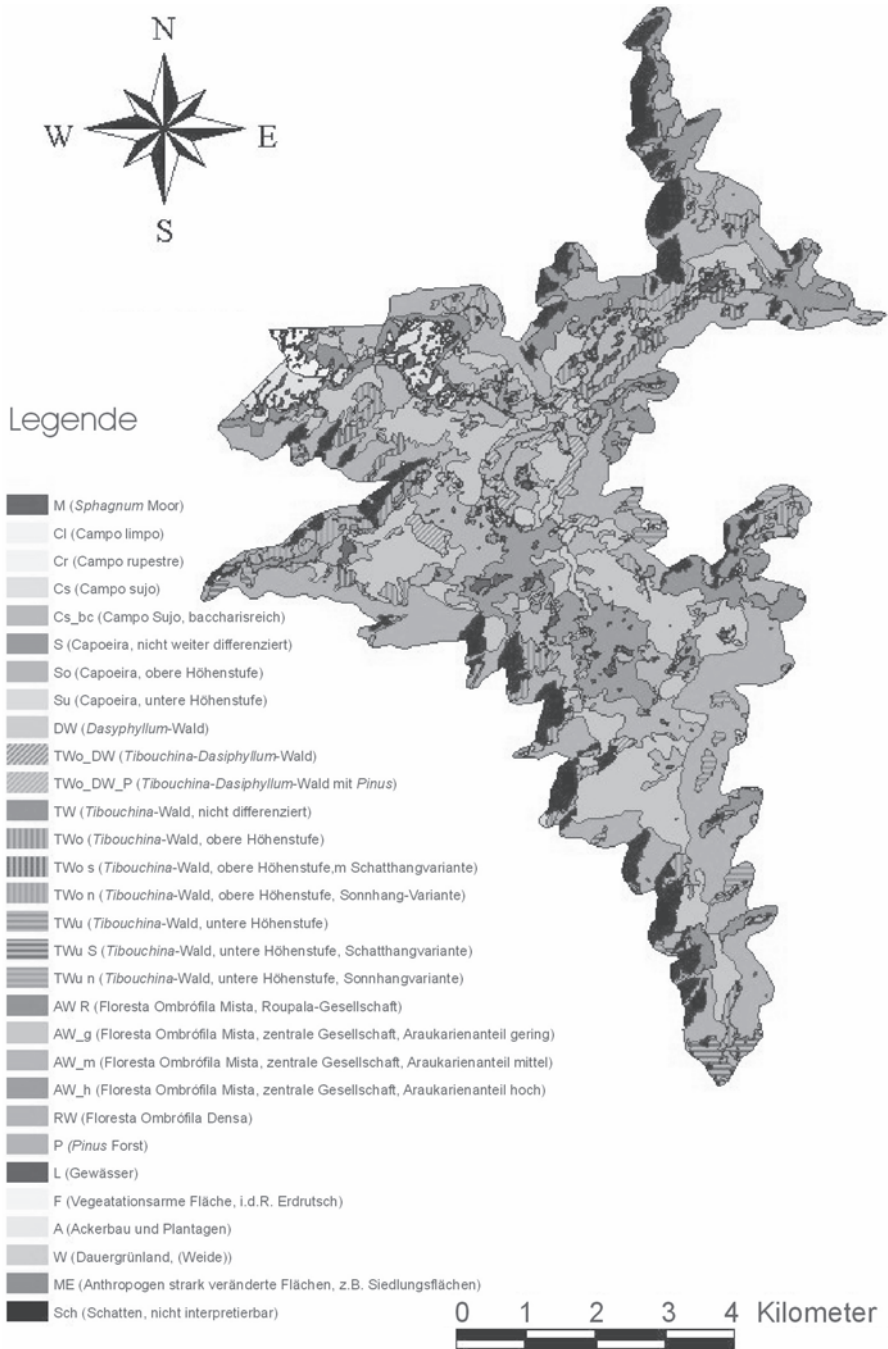 N
W E
S
Legende
M (Sphagnum Moor)
Cl (Campo limpo)
Cr (Campo rupestre)
Cs (Campo sujo)
Cs_bc (Campo Sujo, baccharisreich)
S (Capoeira, nicht weiter differenziert)
So (Capoeira, obere Höhenstufe)
Su (Capoeira, untere Höhenstufe)
DW (Dasyphyllum-Wald)
TWo_DW (Tibouchina-Dasiphyllum-Wald)
TWo_DW_P (Tibouchina-Dasiphyllum-Wald mit Pinus)
TW (Tibouchina-Wald, nicht differenziert)
TWo (Tibouchina-Wald, obere Höhenstufe)
TWo s (Tibouchina-Wald, obere Höhenstufe,m Schatthangvariante)
TWo n (Tibouchina-Wald, obere Höhenstufe, Sonnhang-Variante)
TWu (Tibouchina-Wald, untere Höhenstufe)
TWu S (Tibouchina-Wald, untere Höhenstufe, Schatthangvariante)
TWu n (Tibouchina-Wald, untere Höhenstufe, Sonnhangvariante)
AW R (Floresta Ombrófila Mista, Roupala-Gesellschaft)
AW_g (Floresta Ombrófila Mista, zentrale Gesellschaft, Araukarienanteil gering)
AW_m (Floresta Ombrófila Mista, zentrale Gesellschaft, Araukarienanteil mittel)
AW_h (Floresta Ombrófila Mista, zentrale Gesellschaft, Araukarienanteil hoch)
RW (Floresta Ombrófila Densa)
P (Pinus Forst)
L (Gewässer)
F (Vegeatationsarme Fläche, i.d.R. Erdrutsch)
A (Ackerbau und Plantagen)
W (Dauergrünland, (Weide))
ME (Anthropogen strark veränderte Flächen, z.B. Siedlungsflächen)
Sch (Schatten, nicht interpretierbar)
0 1 2 3 4 Kilometer